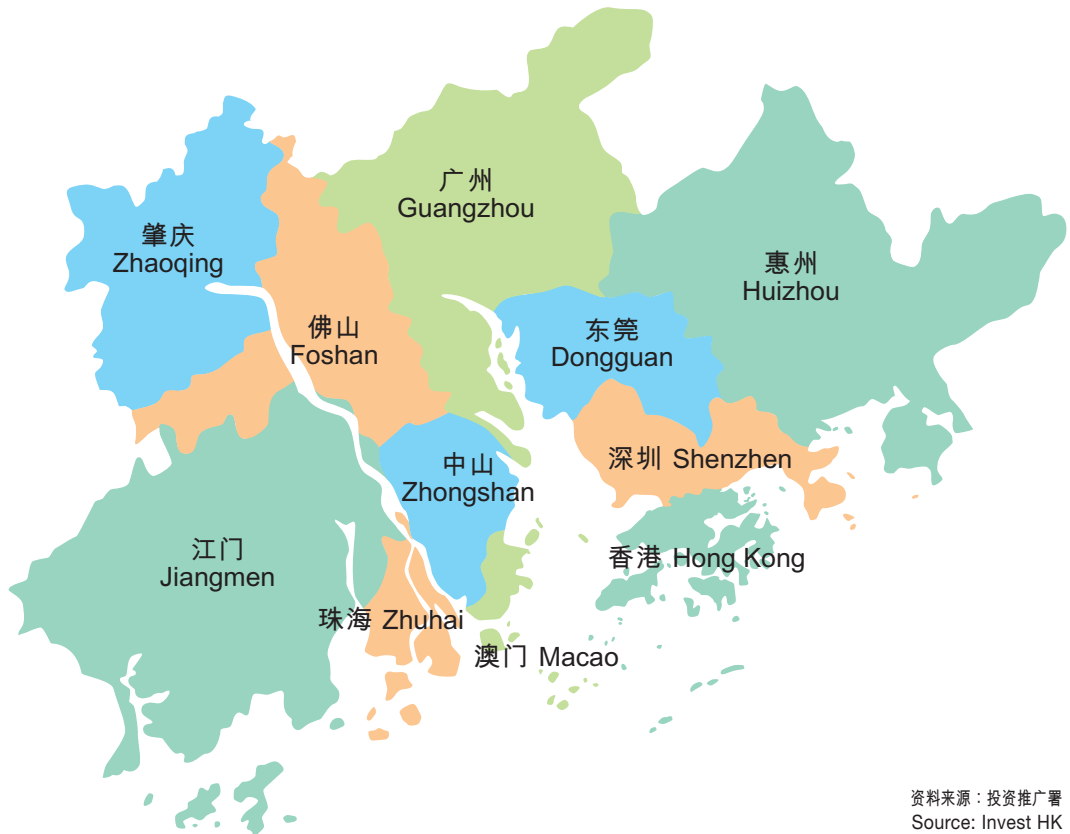 广州
Guangzhou
肇庆
Zhaoqing
惠州
Huizhou
佛山
Foshan
东莞
Dongguan
深圳 Shenzhen
中山
Zhongshan
江门
Jiangmen
香港 Hong Kong
珠海 Zhuhai
澳门 Macao
资料来源：投资推广署
Source: Invest HK